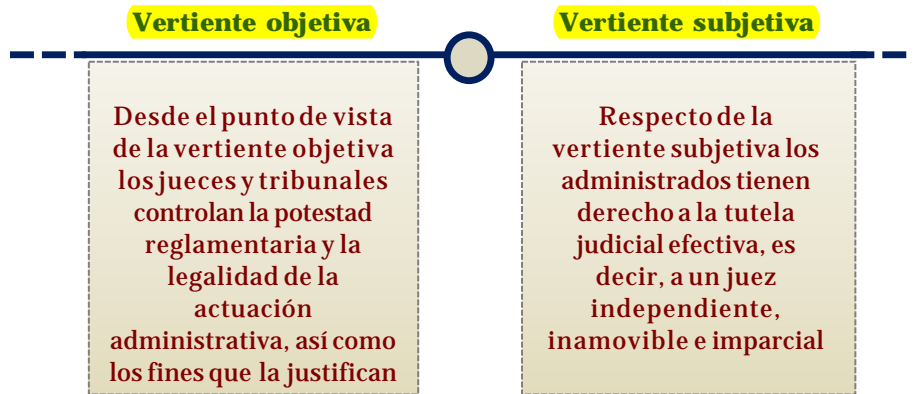 Vertiente objetiva
Desde el punto de vista
de la vertiente objetiva
los jueces y tribunales
controlan la potestad
reglamentaria y la
legalidad de la
actuación
administrativa, así como
los fines que la justifican
Vertiente subjetiva
Respecto de la
vertiente subjetiva los
administrados tienen
derecho a la tutela
judicial efectiva, es
decir, a un juez
independiente,
inamovible e imparcial